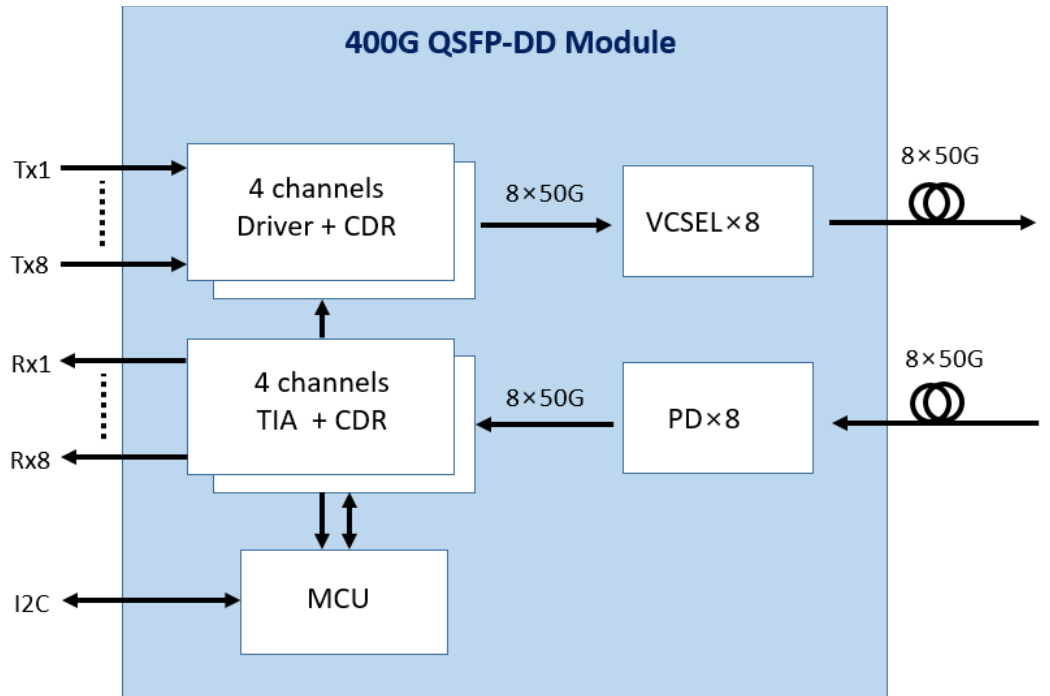 400G QSFP-DD Module
Tx1
Tx8
4 channels
Driver + CDR
8×50G
VCSEL×8
8×50G
Rx1
Rx8
4 channels
TIA + CDR
8×50G
PD×8
8×50G
I2C
MCU